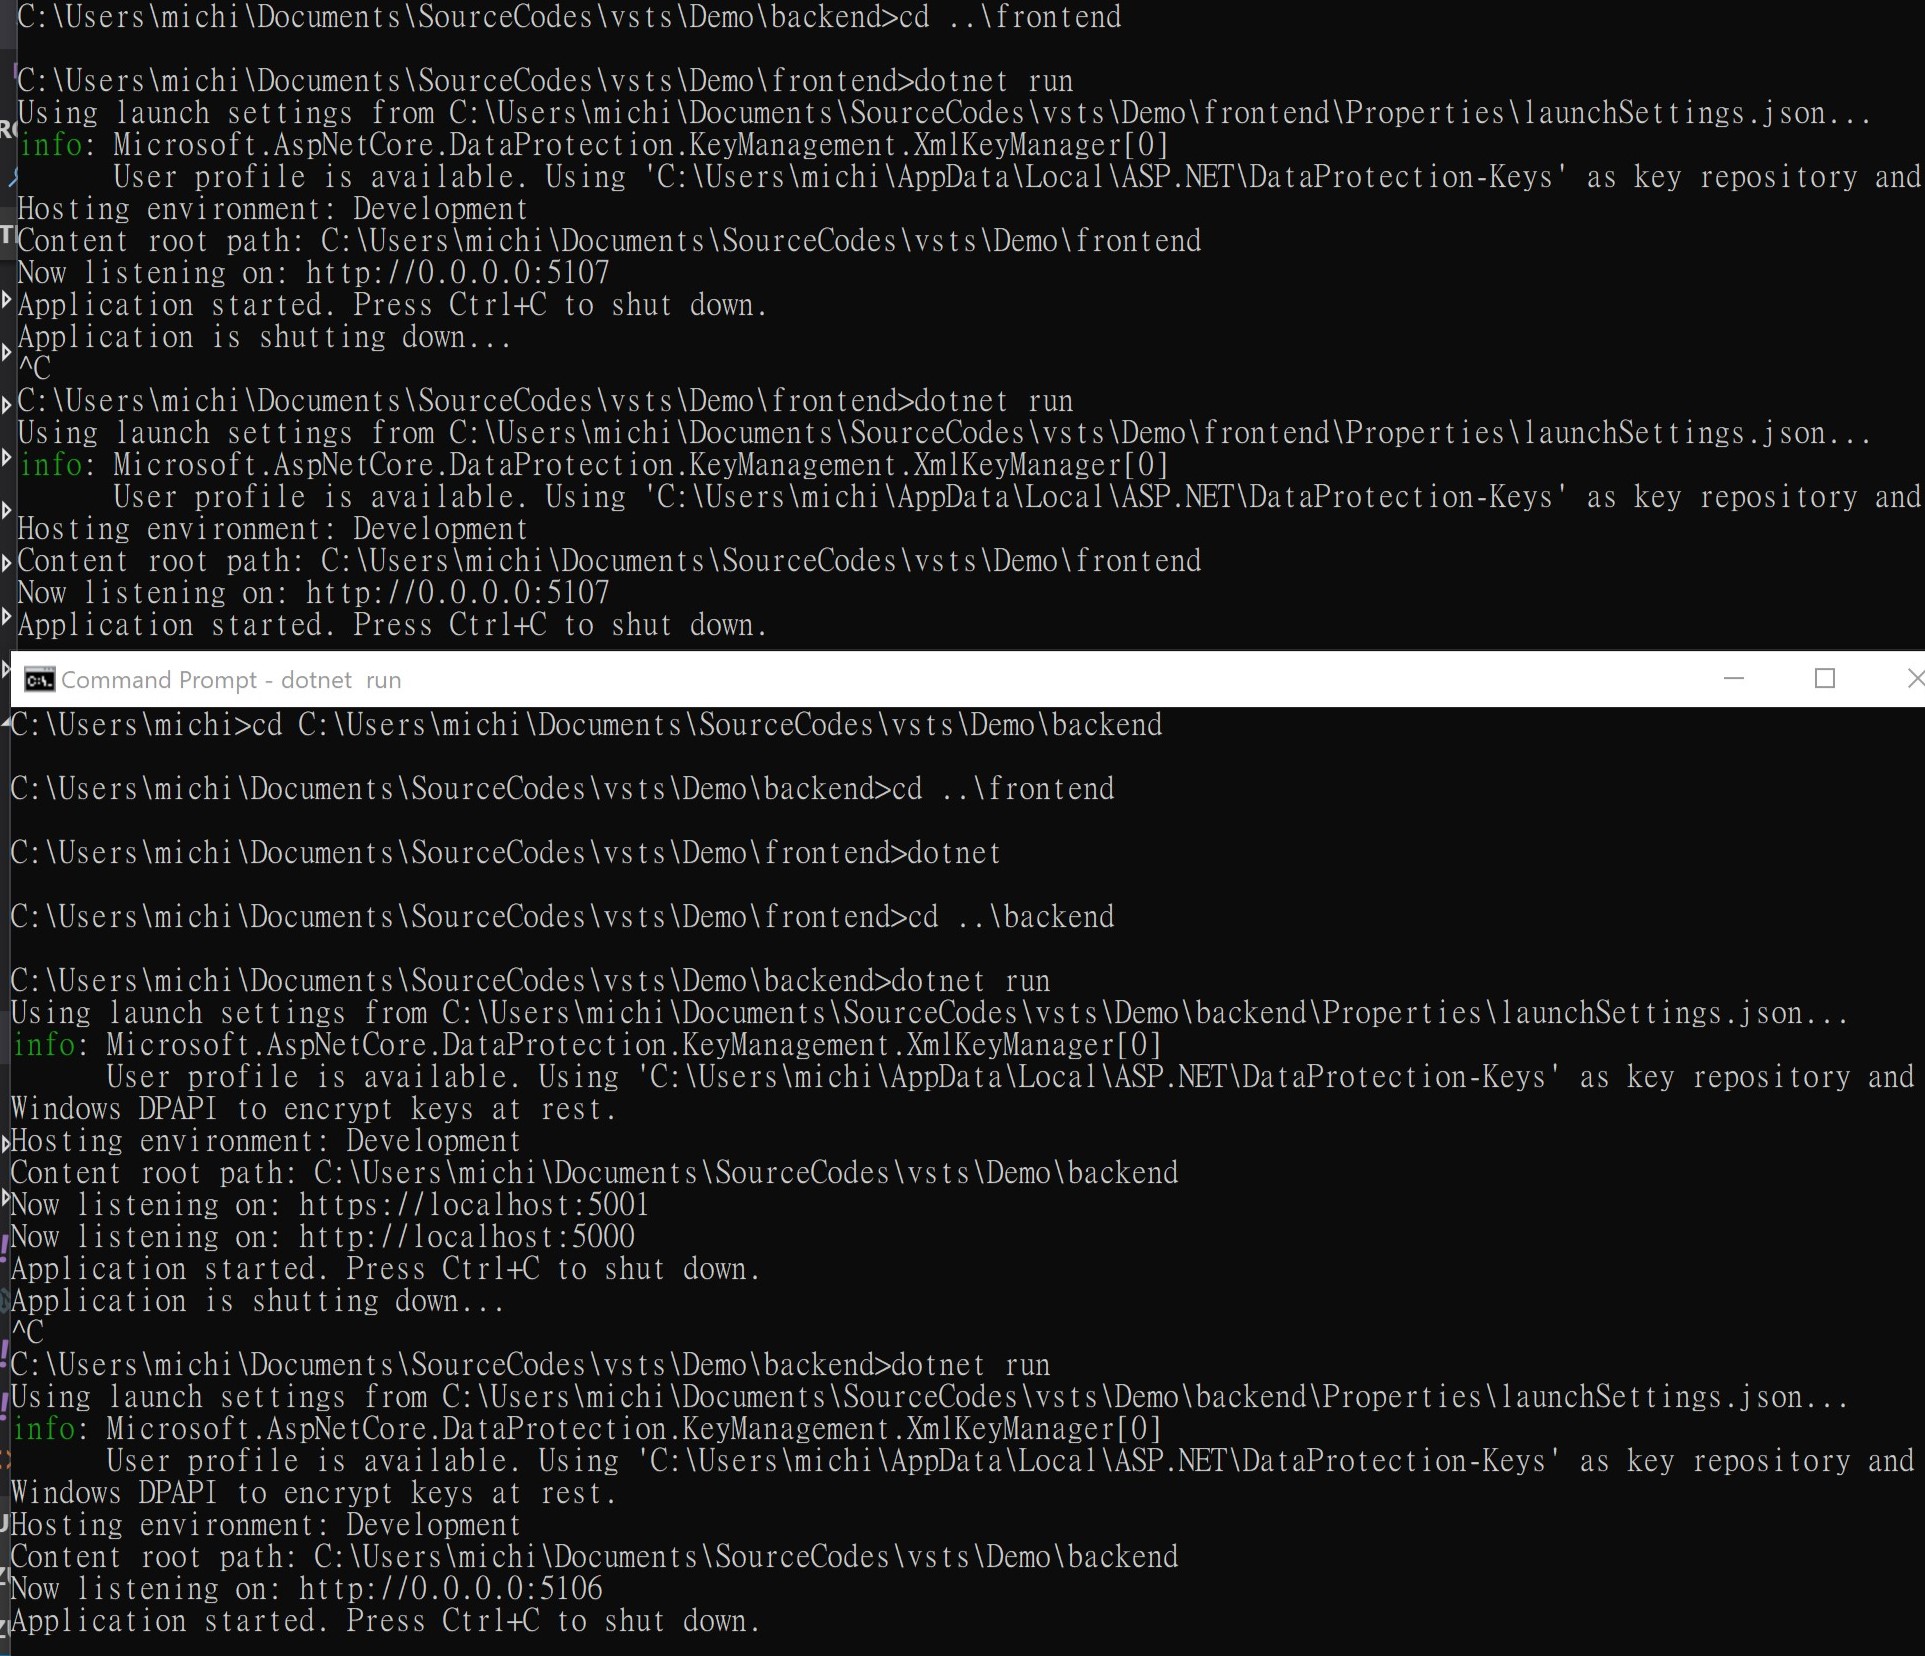 C:\Users\michi\Documents\SourceCodes\vsts\Demo\backend>cd ..\frontend
C:\Users\michi\Documents\SourceCodes\vsts\Demo\frontend>dotnet run
Using launch settings from C:\Users\michi\Documents\SourceCodes\vsts\Demo\frontend\Properties\launchSettings.json...
info: Microsoft.AspNetCore.DataProtection.KeyManagement.XmlKeyManager[0]
User profile is available. Using 'C:\Users\michi\AppData\Local\ASP.NET\DataProtection-Keys' as key repository and
Hosting environment: Development
Content root path: C:\Users\michi\Documents\SourceCodes\vsts\Demo\frontend
Now listening on: http://0.0.0.0:5107
Application started. Press Ctrl+C to shut down.
Application is shutting down...
^C
C:\Users\michi\Documents\SourceCodes\vsts\Demo\frontend>dotnet run
Using launch settings from C:\Users\michi\Documents\SourceCodes\vsts\Demo\frontend\Properties\launchSettings.json...
info: Microsoft.AspNetCore.DataProtection.KeyManagement.XmlKeyManager[0]
User profile is available. Using 'C:\Users\michi\AppData\Local\ASP.NET\DataProtection-Keys' as key repository and
Hosting environment: Development
Content root path: C:\Users\michi\Documents\SourceCodes\vsts\Demo\frontend
Now listening on: http://0.0.0.0:5107
Application started. Press Ctrl+C to shut down.
Command Prompt - dotnet  run
C:\Users\michi>cd C:\Users\michi\Documents\SourceCodes\vsts\Demo\backend
C:\Users\michi\Documents\SourceCodes\vsts\Demo\backend>cd ..\frontend
C:\Users\michi\Documents\SourceCodes\vsts\Demo\frontend>dotnet
C:\Users\michi\Documents\SourceCodes\vsts\Demo\frontend>cd ..\backend
C:\Users\michi\Documents\SourceCodes\vsts\Demo\backend>dotnet run
Using launch settings from C:\Users\michi\Documents\SourceCodes\vsts\Demo\backend\Properties\launchSettings.json...
info: Microsoft.AspNetCore.DataProtection.KeyManagement.XmlKeyManager[0]
User profile is available. Using 'C:\Users\michi\AppData\Local\ASP.NET\DataProtection-Keys' as key repository and
Windows DPAPI to encrypt keys at rest.
Hosting environment: Development
Content root path: C:\Users\michi\Documents\SourceCodes\vsts\Demo\backend
Now listening on: https://localhost:5001
Now listening on: http://localhost:5000
Application started. Press Ctrl+C to shut down.
Application is shutting down...
^C
C:\Users\michi\Documents\SourceCodes\vsts\Demo\backend>dotnet run
Using launch settings from C:\Users\michi\Documents\SourceCodes\vsts\Demo\backend\Properties\launchSettings.json...
info: Microsoft.AspNetCore.DataProtection.KeyManagement.XmlKeyManager[0]
User profile is available. Using 'C:\Users\michi\AppData\Local\ASP.NET\DataProtection-Keys' as key repository and
Windows DPAPI to encrypt keys at rest.
Hosting environment: Development
Content root path: C:\Users\michi\Documents\SourceCodes\vsts\Demo\backend
Now listening on: http://0.0.0.0:5106
Application started. Press Ctrl+C to shut down.